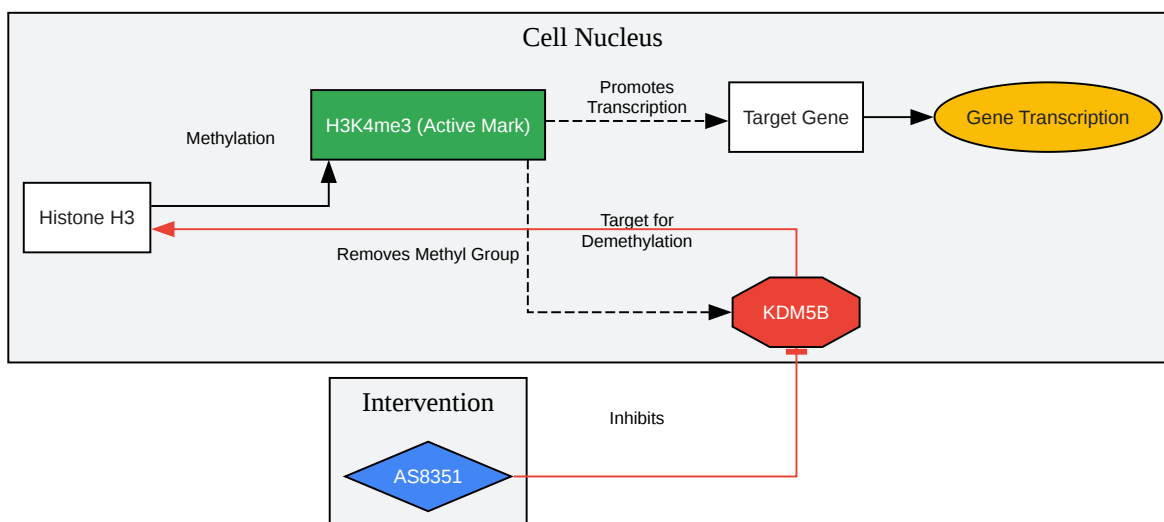 Cell Nucleus
Promotes
Transcription
H3K4me3 (Active Mark)
Target Gene
Gene Transcription
Methylation
Histone H3
Target for
Demethylation
Removes Methyl Group
KDM5B
Intervention
Inhibits
AS8351